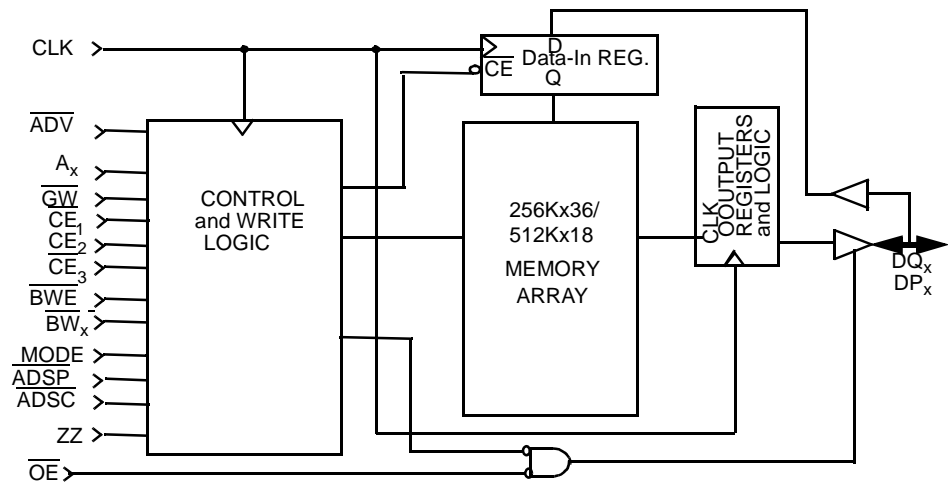 CLK
ADV
Ax
GW
CE1
CE2
CE3
BWE
BWx
MODE
ADSP
ADSC
ZZ
OE
CONTROL
and WRITE
LOGIC
D
CE Data-In REG.
Q
256Kx36/
512Kx18
MEMORY
ARRAY
CLK
OUTPUT
REGISTERS
and LOGIC
DQx
DPx